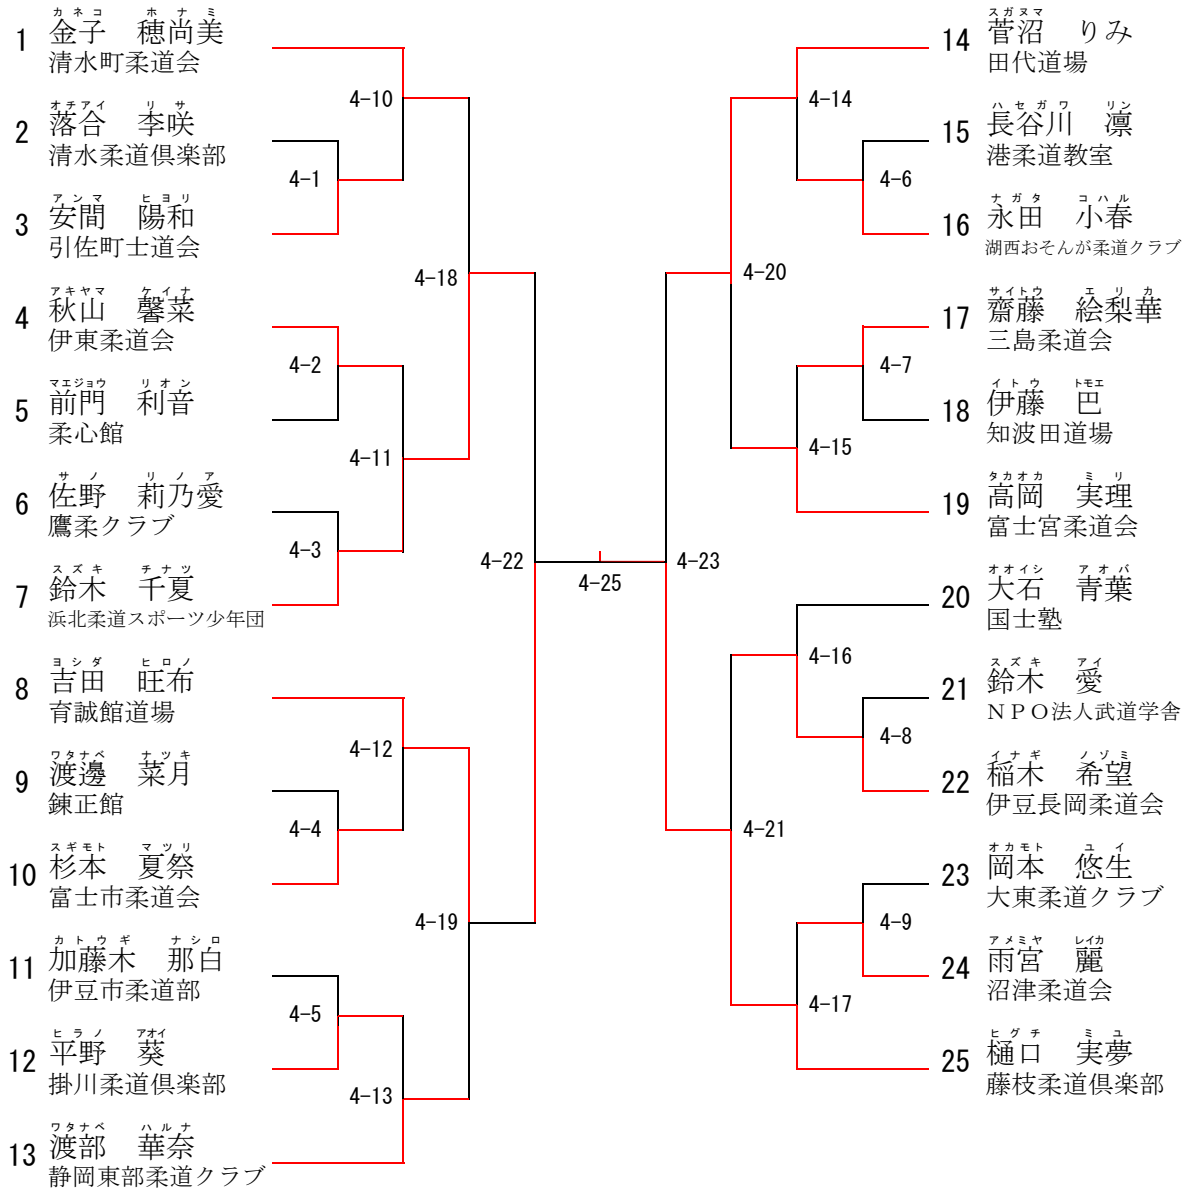 カネコ ホナミ
1 金子 穂尚美
清水町柔道会
オチアイ リサ
2 落合 李咲
清水柔道倶楽部
アンマ ヒヨリ
3 安間 陽和
引佐町士道会
アキヤマ ケイナ
4 秋山 馨菜
伊東柔道会
マエジョウ リオン
5 前門 利音
柔心館
サノ リノア
6 佐野 莉乃愛
鷹柔クラブ
スズキ チナツ
7 鈴木 千夏
浜北柔道スポーツ少年団
ヨシダ ヒロノ
8 吉田 旺布
育誠館道場
ワタナベ ナツキ
9 渡邊 菜月
錬正館
スギモト マツリ
10 杉本 夏祭
富士市柔道会
カトウギ ナシロ
11 加藤木 那白
伊豆市柔道部
ヒラノ アオイ
12 平野 葵
掛川柔道倶楽部
ワタナベ ハルナ
13 渡部 華奈
静岡東部柔道クラブ
4-1
4-2
4-3
4-4
4-5
4-10
4-11
4-12
4-13
4-18
4-19
4-22
4-25
4-23
4-20
4-21
4-14
4-15
4-16
4-17
4-6
4-7
4-8
4-9
スガヌマ
14 菅沼 りみ
田代道場
ハセガワ リン
15 長谷川 凛
港柔道教室
ナガタ コハル
16 永田 小春
湖西おそんが柔道クラブ
サイトウ エリカ
17 齋藤 絵梨華
三島柔道会
イトウ トモエ
18 伊藤 巴
知波田道場
タカオカ ミリ
19 高岡 実理
富士宮柔道会
オオイシ アオバ
20 大石 青葉
国士塾
スズキ アイ
21 鈴木 愛
ＮＰＯ法人武道学舎
イナギ ノゾミ
22 稲木 希望
伊豆長岡柔道会
オカモト ユイ
23 岡本 悠生
大東柔道クラブ
アメミヤ レイカ
24 雨宮 麗
沼津柔道会
ヒグチ ミユ
25 樋口 実夢
藤枝柔道倶楽部